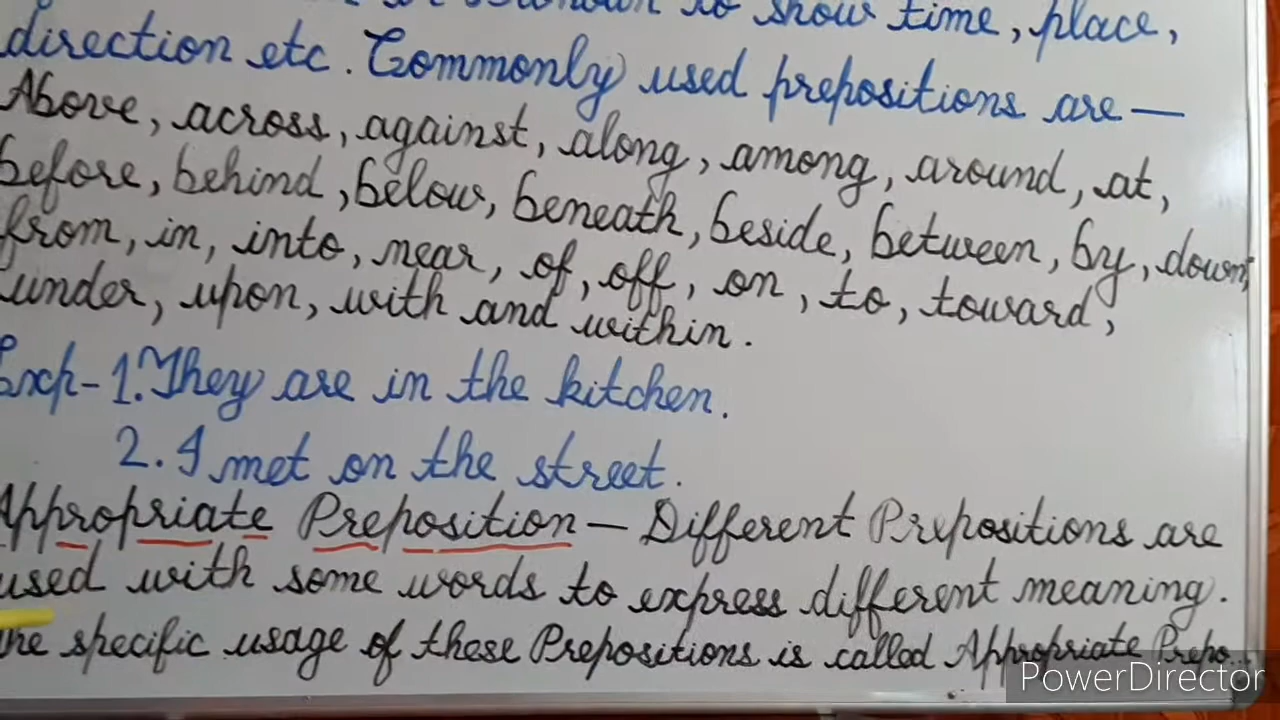 to show time, place,
direction etc. Commonly used prepositions are —
Above, across, against, along, among, around, at,
before, behind, below, beneath, beside, between, by, down,
from, in, into, near, of, off, on, to, toward,
under, upon, with and within.
Exp- 1. They are in the kitchen.
2. I met on the street.
Appropriate Preposition — Different Prepositions are
used with some words to express different meaning.
The specific usage of these Prepositions is called Appropriate Prepo...
PowerDirector